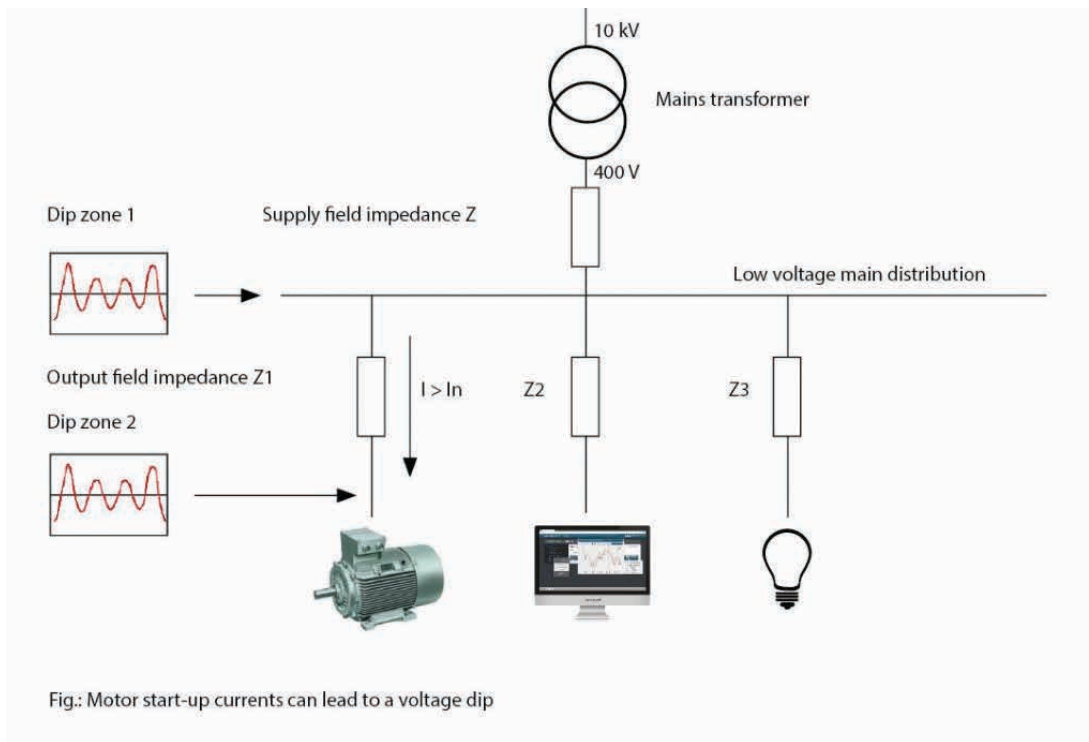 10 kV
Mains transformer
400 V
Dip zone 1
Supply field impedance Z
Low voltage main distribution
Output field impedance Z1
I > In
Z2
Z3
Dip zone 2
Fig.: Motor start-up currents can lead to a voltage dip